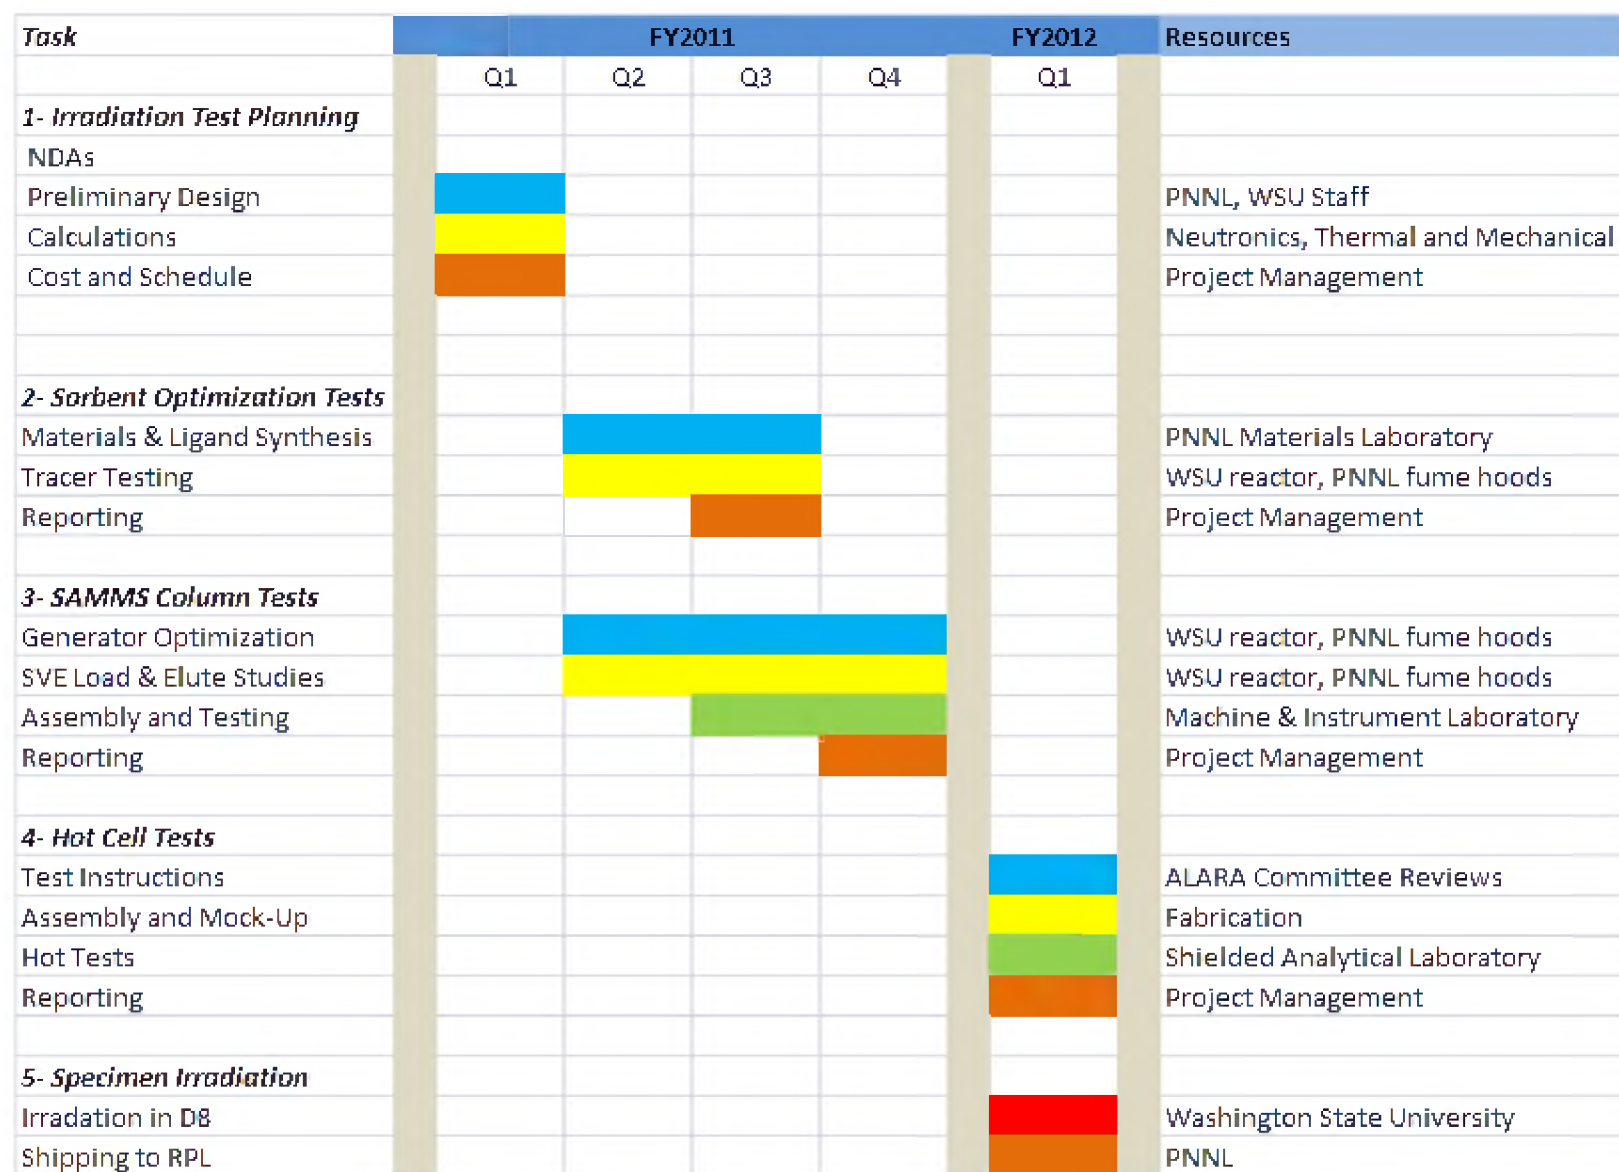 Task FY2011 FY2012 Resources
Q1 Q2 Q3 Q4 Q1
1- Irradiation Test Planning
NDAs
Preliminary Design PNNL, WSU Staff
Calculations Neutronics, Thermal and Mechanical
Cost and Schedule Project Management
2- Sorbent Optimization Tests
Materials & Ligand Synthesis PNNL Materials Laboratory
Tracer Testing WSU reactor, PNNL fume hoods
Reporting Project Management
3- SAMMS Column Tests
Generator Optimization WSU reactor, PNNL fume hoods
SVE Load & Elute Studies WSU reactor, PNNL fume hoods
Assembly and Testing Machine & Instrument Laboratory
Reporting Project Management
4- Hot Cell Tests
Test Instructions ALARA Committee Reviews
Assembly and Mock-Up Fabrication
Hot Tests Shielded Analytical Laboratory
Reporting Project Management
5- Specimen Irradiation
Irradation in D8 Washington State University
Shipping to RPL PNNL